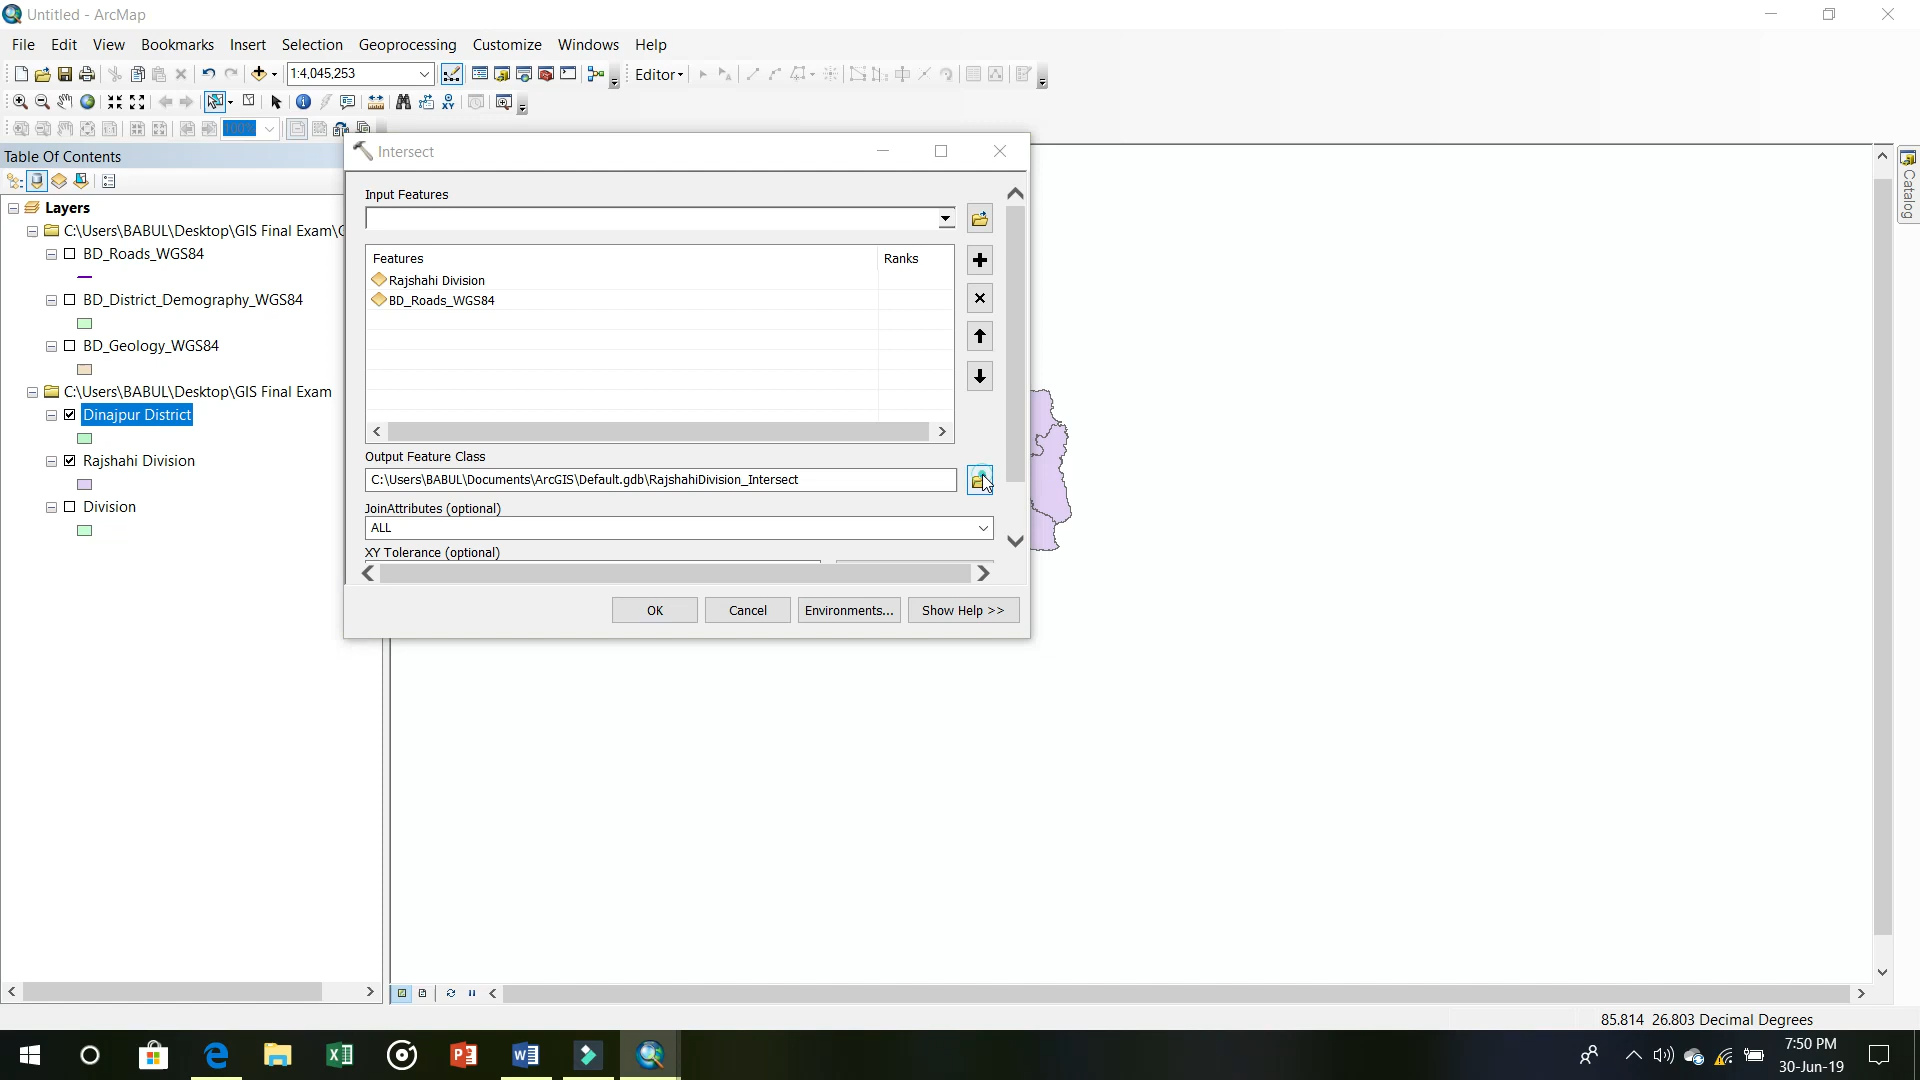 Untitled - ArcMap
File Edit View Bookmarks Insert Selection Geoprocessing Customize Windows Help
1:4,045,253
Editor
100%
Table Of Contents
Layers
C:\Users\BABUL\Desktop\GIS Final Exam\
BD_Roads_WGS84
BD_District_Demography_WGS84
BD_Geology_WGS84
C:\Users\BABUL\Desktop\GIS Final Exam
Dinajpur District
Rajshahi Division
Division
Intersect
Input Features
Features Ranks
Rajshahi Division
BD_Roads_WGS84
Output Feature Class
C:\Users\BABUL\Documents\ArcGIS\Default.gdb\RajshahiDivision_Intersect
JoinAttributes (optional)
ALL
XY Tolerance (optional)
OK Cancel Environments... Show Help >>
Catalog
85.814 26.803 Decimal Degrees
7:50 PM
30-Jun-19